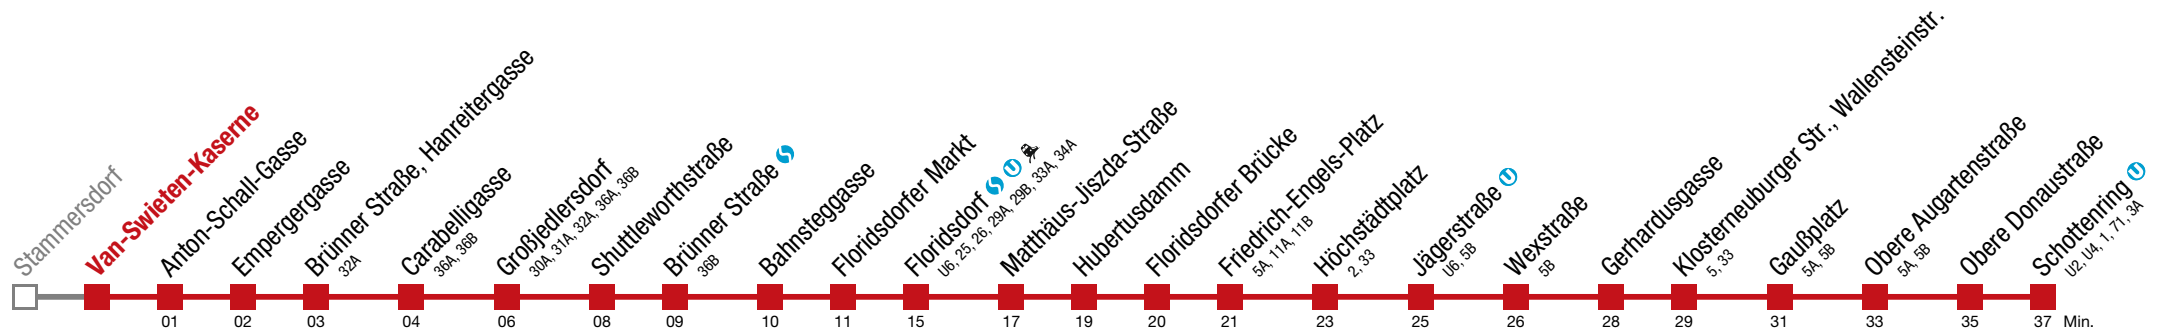 Stammersdorf
Van-Swieten-Kaserne
Anton-Schall-Gasse
Empergergasse
Brünner Straße, Hanreitergasse
32A
Carabelligasse
36A, 36B
Großjedlersdorf
30A, 31A, 32A, 36A, 36B
Shuttleworthstraße
Brünner Straße S
36B
Bahnsteggasse
Floridsdorfer Markt
Floridsdorf S U
U6, 25, 26, 29A, 29B, 33A, 34A
Matthäus-Jiszda-Straße
Hubertusdamm
Floridsdorfer Brücke
Friedrich-Engels-Platz
5A, 11A, 11B
Höchstädtplatz
2, 33
Jägerstraße U
U6, 5B
Wexstraße
5B
Gerhardusgasse
Klosterneuburger Str., Wallensteinstr.
5, 33
Gaußplatz
5A, 5B
Obere Augartenstraße
5A, 5B
Obere Donaustraße
Schottenring U
U2, U4, 1, 71, 3A
01 02 03 04 06 08 09 10 11 15 17 19 20 21 23 25 26 28 29 31 33 35 37 Min.